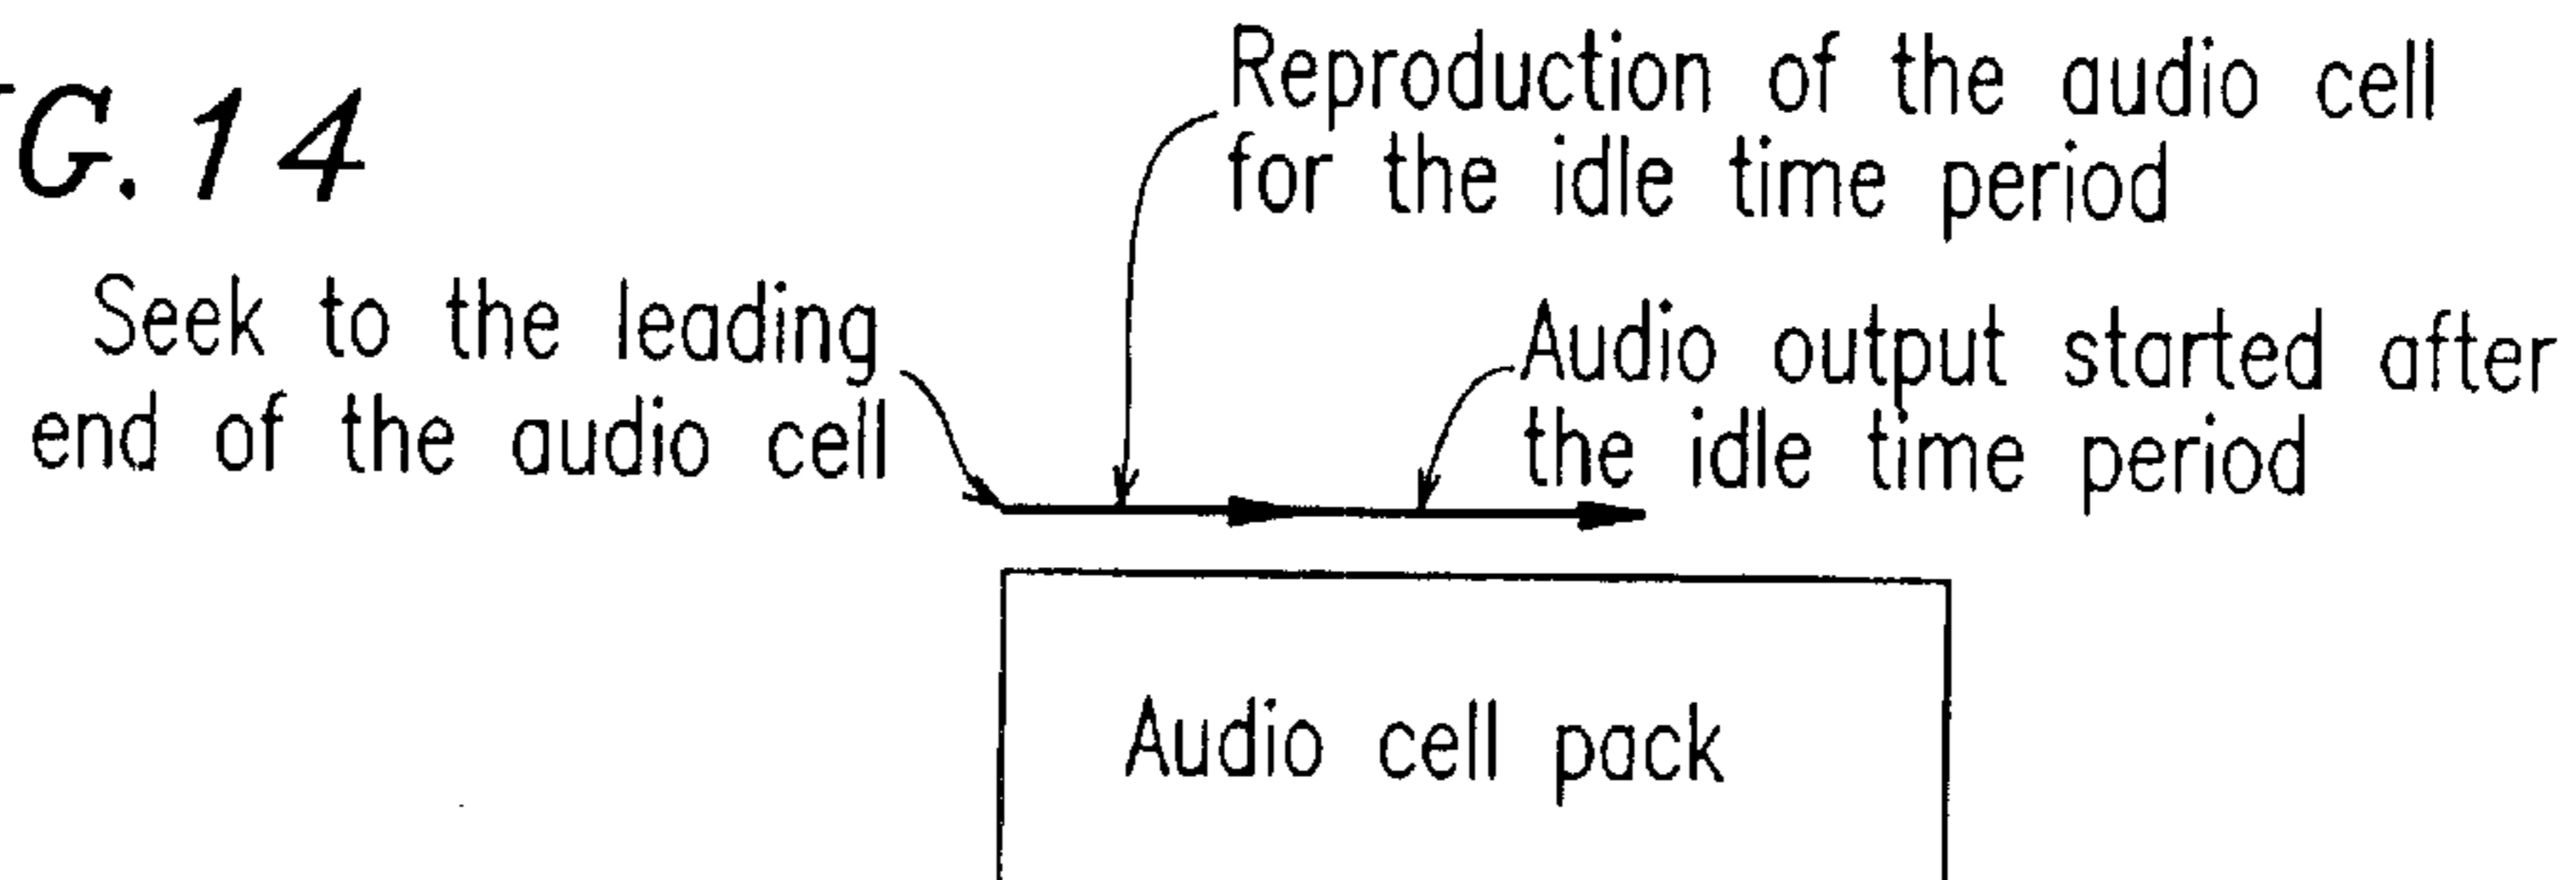 G.14
Reproduction of the audio cell
for the idle time period
Seek to the leading
end of the audio cell
Audio output started after
the idle time period
Audio cell pack